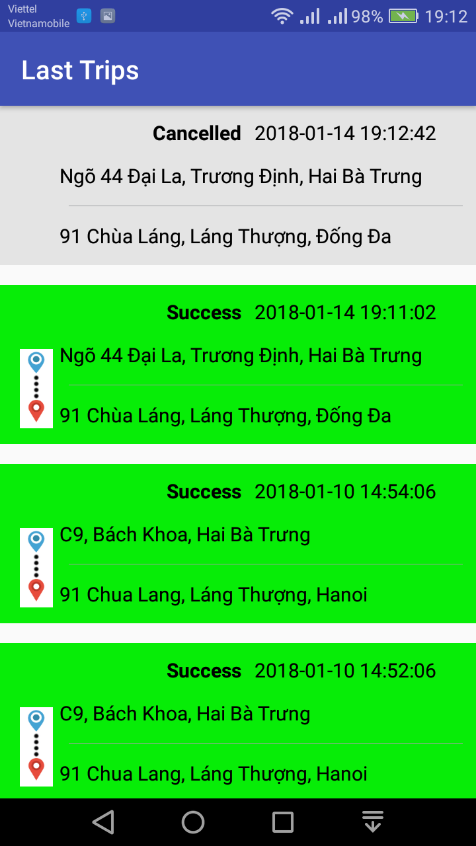 Viettel
Vietnamobile
98%
19:12
Last Trips
Cancelled 2018-01-14 19:12:42
Ngõ 44 Đại La, Trương Định, Hai Bà Trưng
91 Chùa Láng, Láng Thượng, Đống Đa
Success 2018-01-14 19:11:02
Ngõ 44 Đại La, Trương Định, Hai Bà Trưng
91 Chùa Láng, Láng Thượng, Đống Đa
Success 2018-01-10 14:54:06
C9, Bách Khoa, Hai Bà Trưng
91 Chua Lang, Láng Thượng, Hanoi
Success 2018-01-10 14:52:06
C9, Bách Khoa, Hai Bà Trưng
91 Chua Lang, Láng Thượng, Hanoi